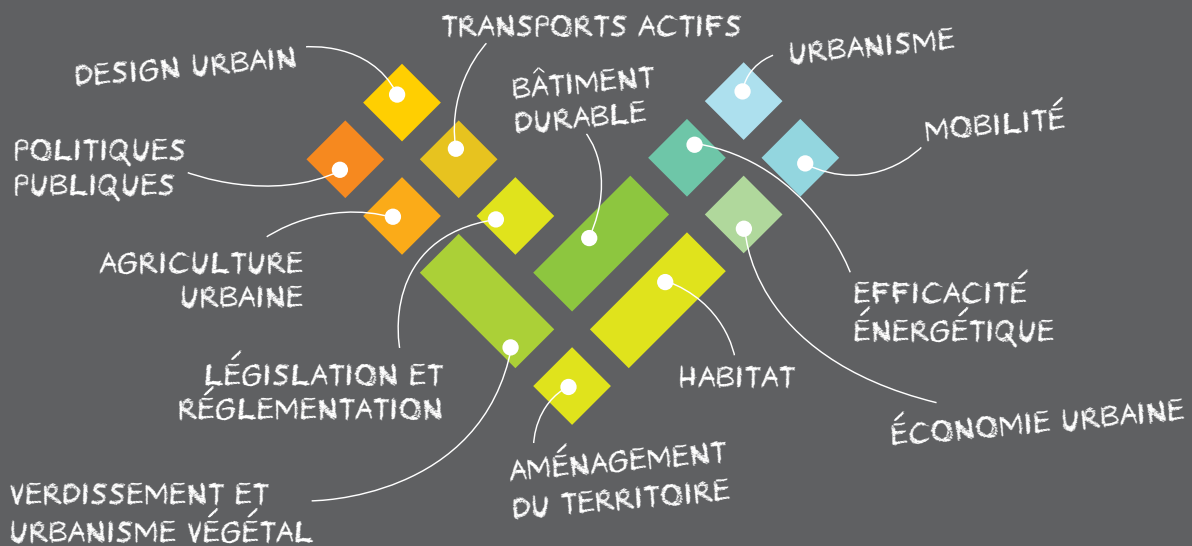 TRANSPORTS ACTIFS
DESIGN URBAIN
BÂTIMENT
DURABLE
URBANISME
MOBILITÉ
POLITIQUES
PUBLIQUES
AGRICULTURE
URBAINE
EFFICACITÉ
ÉNERGÉTIQUE
LÉGISLATION ET
RÉGLEMENTATION
HABITAT
ÉCONOMIE URBAINE
AMÉNAGEMENT
DU TERRITOIRE
VERDISSEMENT ET
URBANISME VÉGÉTAL